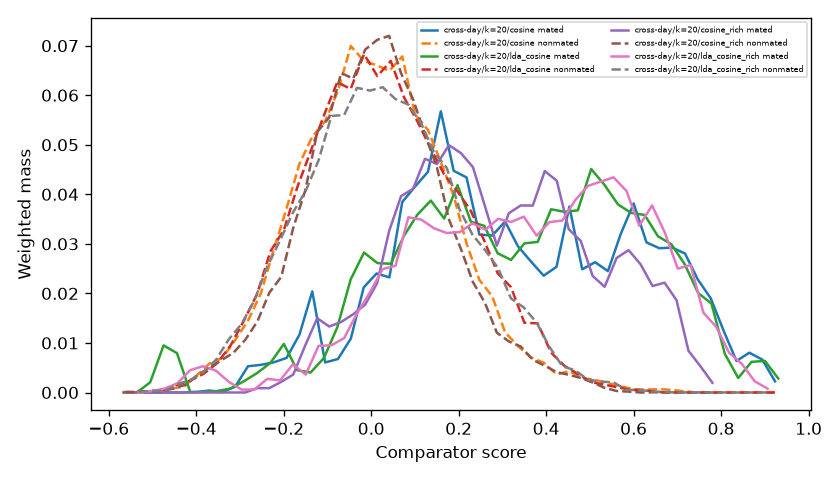 cross-day/k=20/cosine mated
cross-day/k=20/cosine nonmated
cross-day/k=20/lda_cosine mated
cross-day/k=20/lda_cosine nonmated
cross-day/k=20/cosine_rich mated
cross-day/k=20/cosine_rich nonmated
cross-day/k=20/lda_cosine_rich mated
cross-day/k=20/lda_cosine_rich nonmated
0.07
0.06
0.05
0.04
0.03
0.02
0.01
0.00
Weighted mass
−0.6 −0.4 −0.2 0.0 0.2 0.4 0.6 0.8 1.0
Comparator score